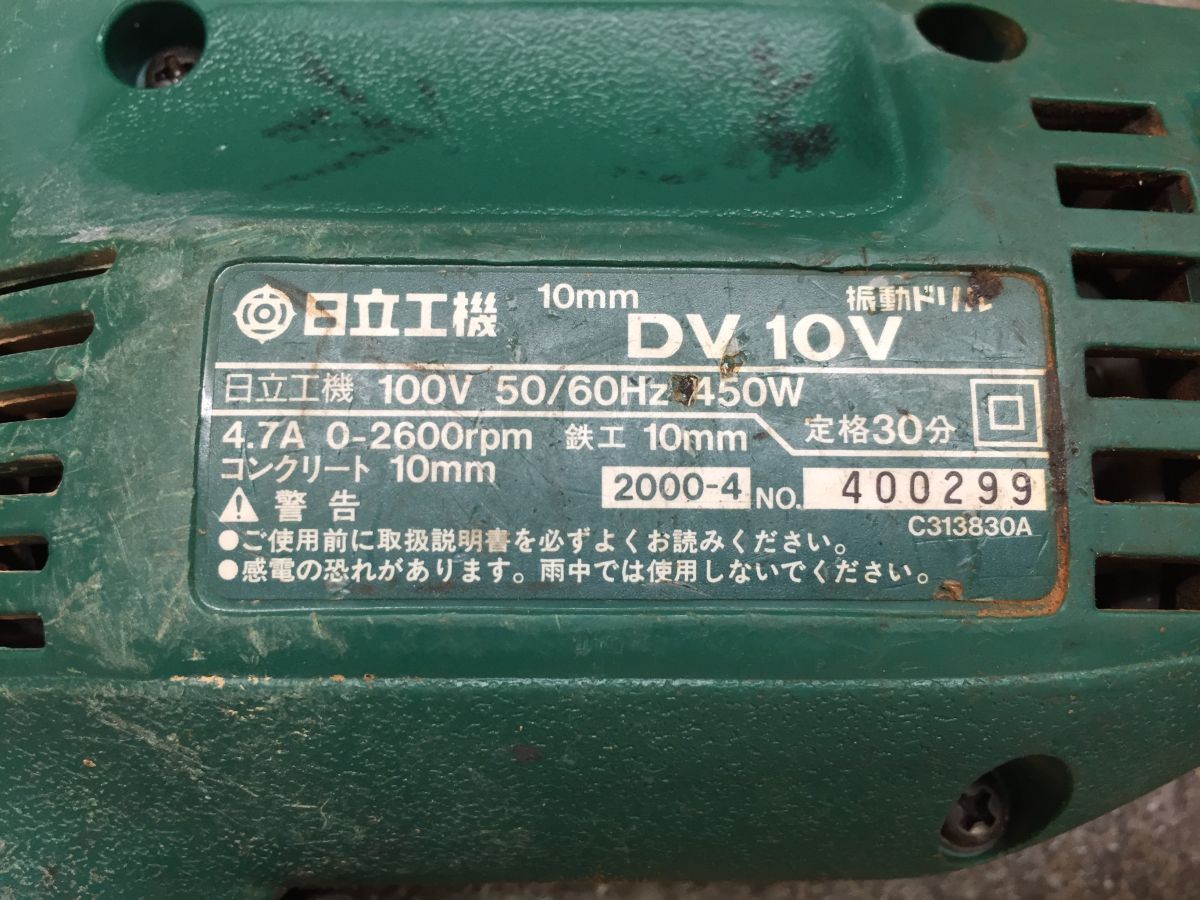 日立工機 10mm 振動ドリル
DV 10V
日立工機 100V 50/60Hz 450W
4.7A 0-2600rpm 鉄工 10mm 定格30分
コンクリート 10mm 2000-4 NO. 400299
警告 C313830A
●ご使用前に取扱説明書を必ずよくお読みください。
●感電の恐れがあります。雨中では使用しないでください。